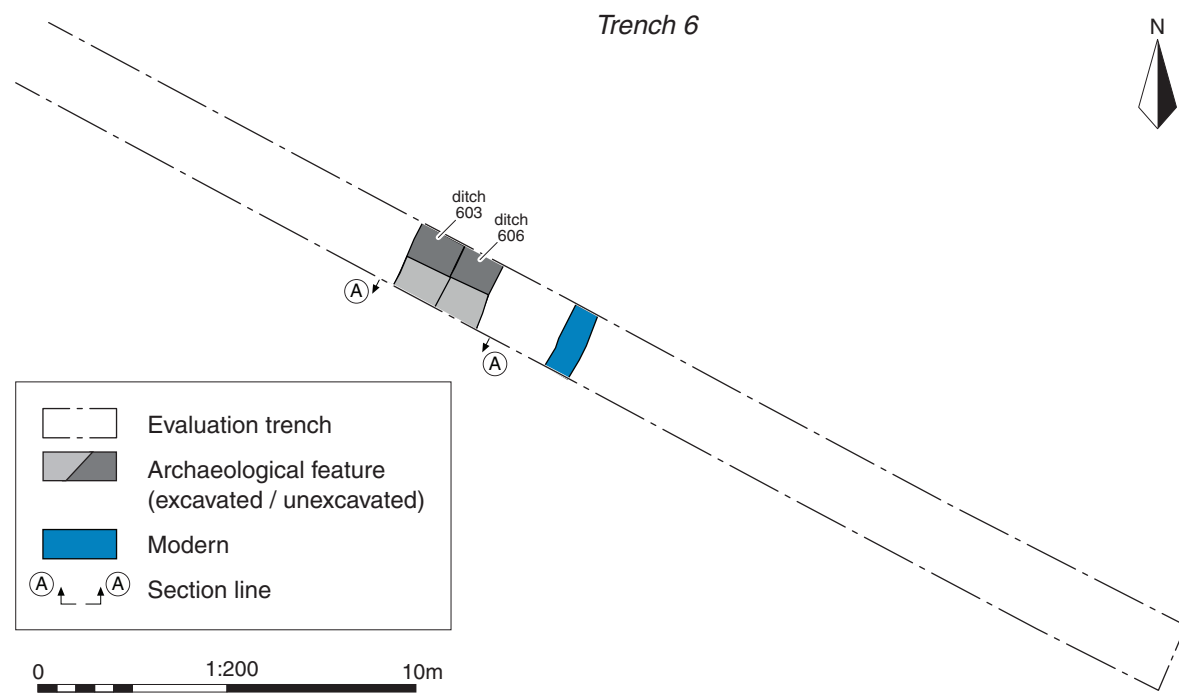 Trench 6
N
ditch
603
ditch
606
A
A
Evaluation trench
Archaeological feature
(excavated / unexcavated)
Modern
A A Section line
0 1:200 10m